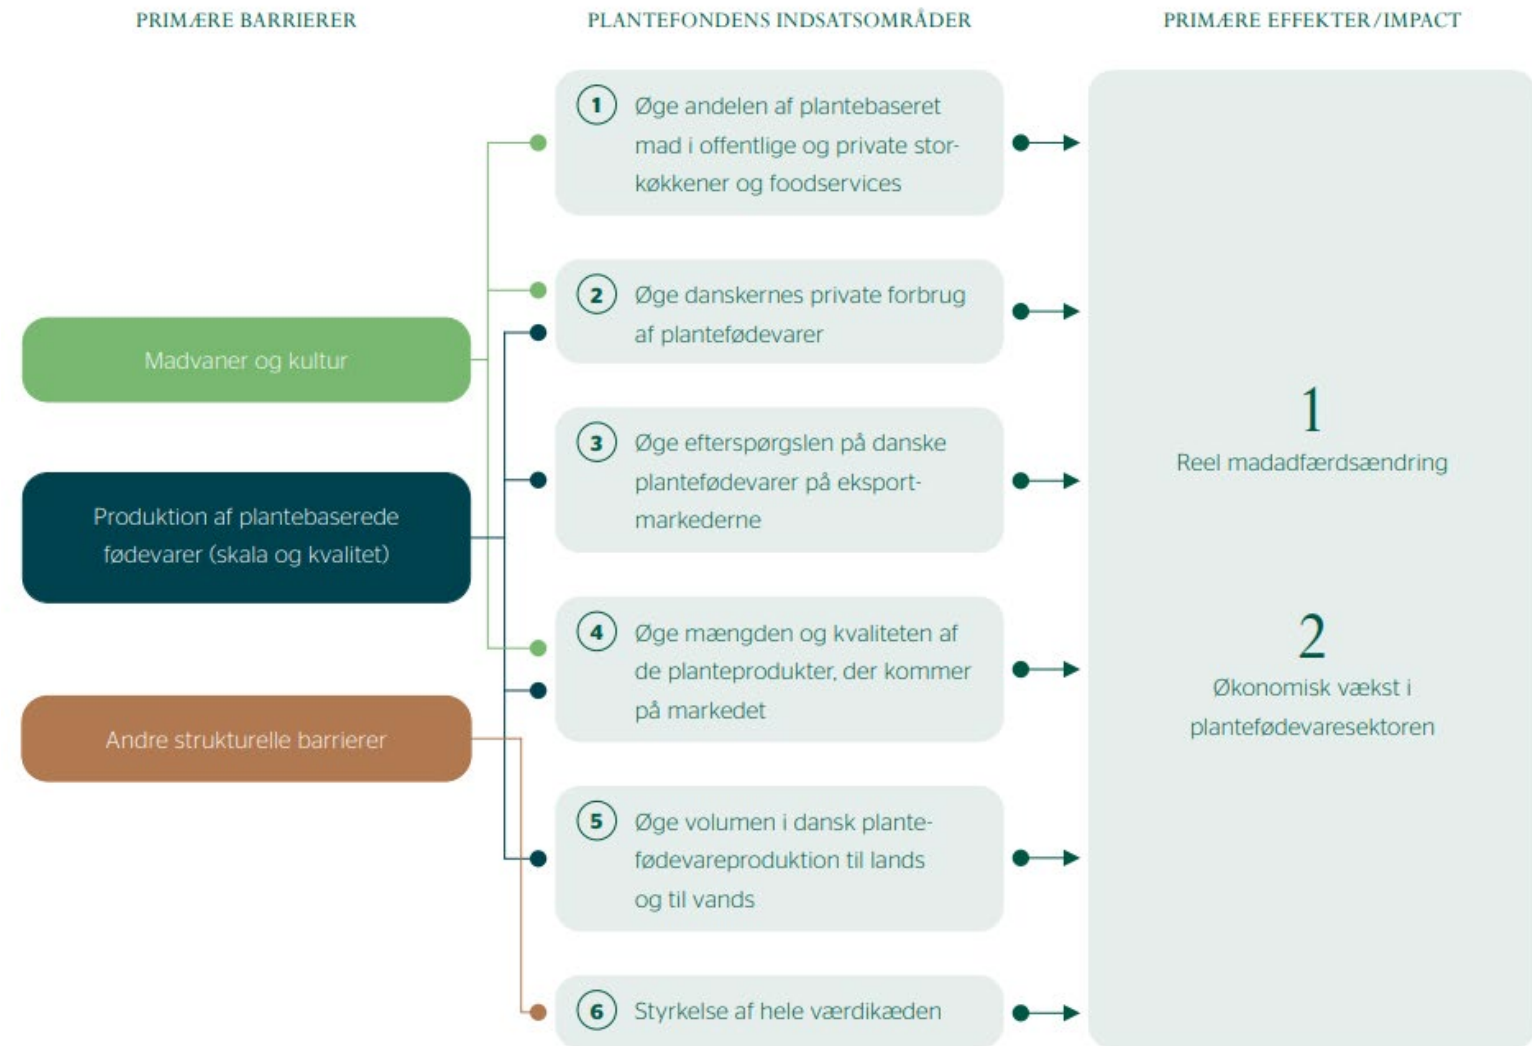 PRIMÆRE BARRIERER
PLANTEFONDENS INDSATSOMRÅDER
PRIMÆRE EFFEKTER/IMPACT
Madvaner og kultur
Produktion af plantebaserede
fødevarer (skala og kvalitet)
Andre strukturelle barrierer
1
Øge andelen af plantebaseret
mad i offentlige og private stor-
køkkener og foodservices
2
Øge danskernes private forbrug
af plantefødevarer
3
Øge efterspørgslen på danske
plantefødevarer på eksport-
markederne
4
Øge mængden og kvaliteten af
de planteprodukter, der kommer
på markedet
5
Øge volumen i dansk plante-
fødevareproduktion til lands
og til vands
6
Styrkelse af hele værdikæden
1
Reel madadfærdsændring
2
Økonomisk vækst i
plantefødevaresektoren